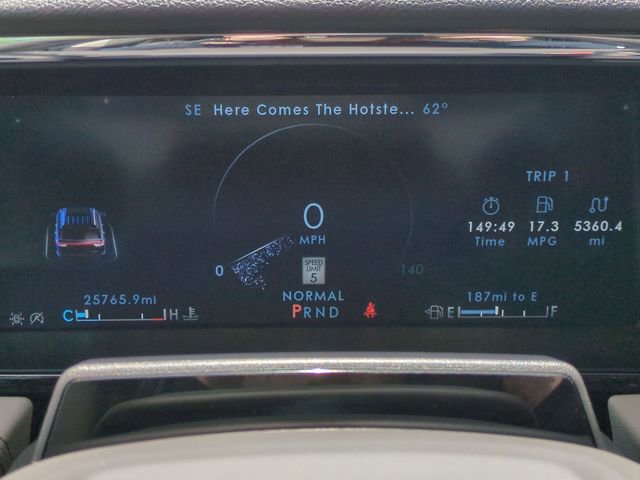 SE Here Comes The Hotste... 62°
TRIP 1
0
MPH
149:49 17.3 5360.4
Time MPG mi
0 140
SPEED
LIMIT
5
25765.9mi NORMAL 187mi to E
C H PRND E F